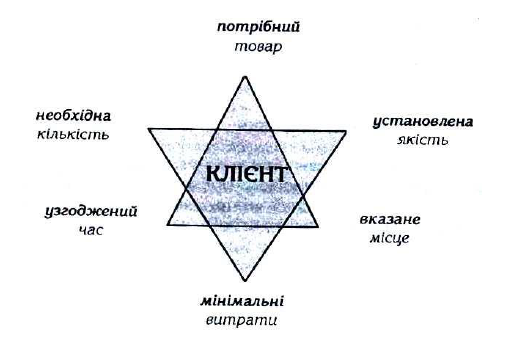 потрібний
товар
необхідна
кількість
установлена
якість
КЛІЄНТ
узгоджений
час
вказане
місце
мінімальні
витрати